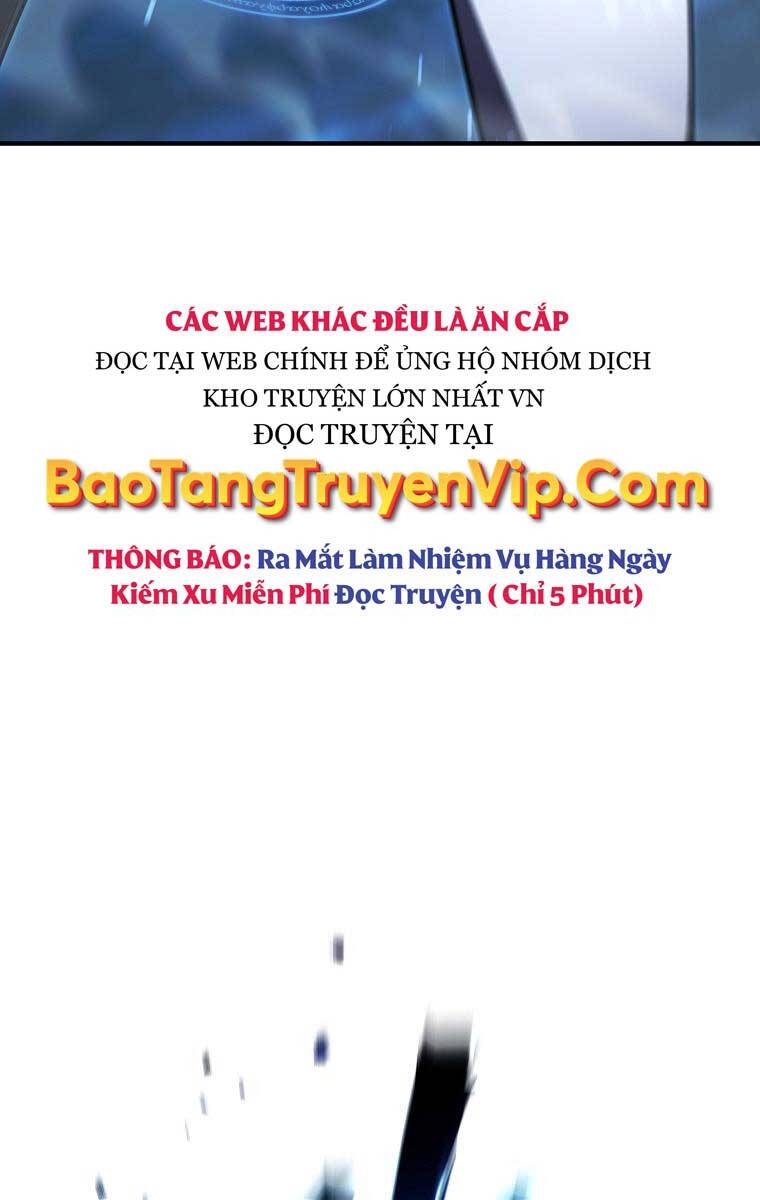 CÁC WEB KHÁC ĐỀU LÀ ĂN CẮP
ĐỌC TẠI WEB CHÍNH ĐỂ ỦNG HỘ NHÓM DỊCH
KHO TRUYỆN LỚN NHẤT VN
ĐỌC TRUYỆN TẠI
BaoTangTruyenVip.Com
THÔNG BÁO: Ra Mắt Làm Nhiệm Vụ Hàng Ngày
Kiếm Xu Miễn Phí Đọc Truyện ( Chỉ 5 Phút)